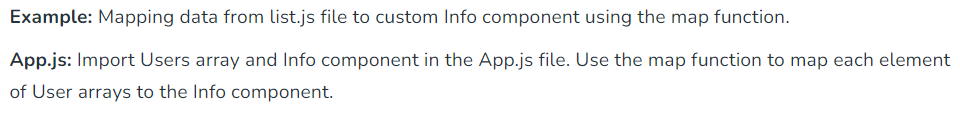 Example: Mapping data from list.js file to custom Info component using the map function.
App.js: Import Users array and Info component in the App.js file. Use the map function to map each element
of User arrays to the Info component.